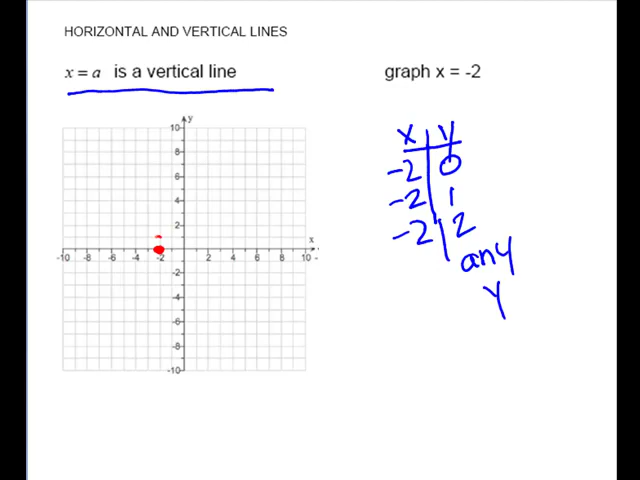 HORIZONTAL AND VERTICAL LINES
x = a is a vertical line
graph x = -2
y
10
8
6
4
2
x
-10 -8 -6 -4 -2 2 4 6 8 10
-2
-4
-6
-8
-10
x y
-2 0
-2 1
-2 2
any
y